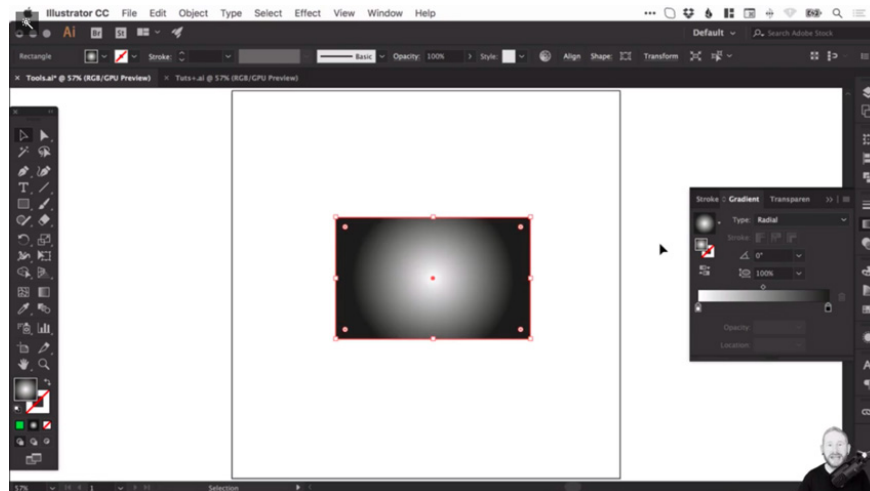 Illustrator CC File Edit Object Type Select Effect View Window Help
Ai Br St Default Search Adobe Stock
Rectangle Stroke: Basic Opacity: 100% Style: Align Shape: Transform
× Tools.ai* @ 57% (RGB/GPU Preview) × Tuts+.ai @ 57% (RGB/GPU Preview)
Stroke Gradient Transparen
Type: Radial
Stroke:
0°
100%
Opacity:
Location:
T
57% 1 Selection